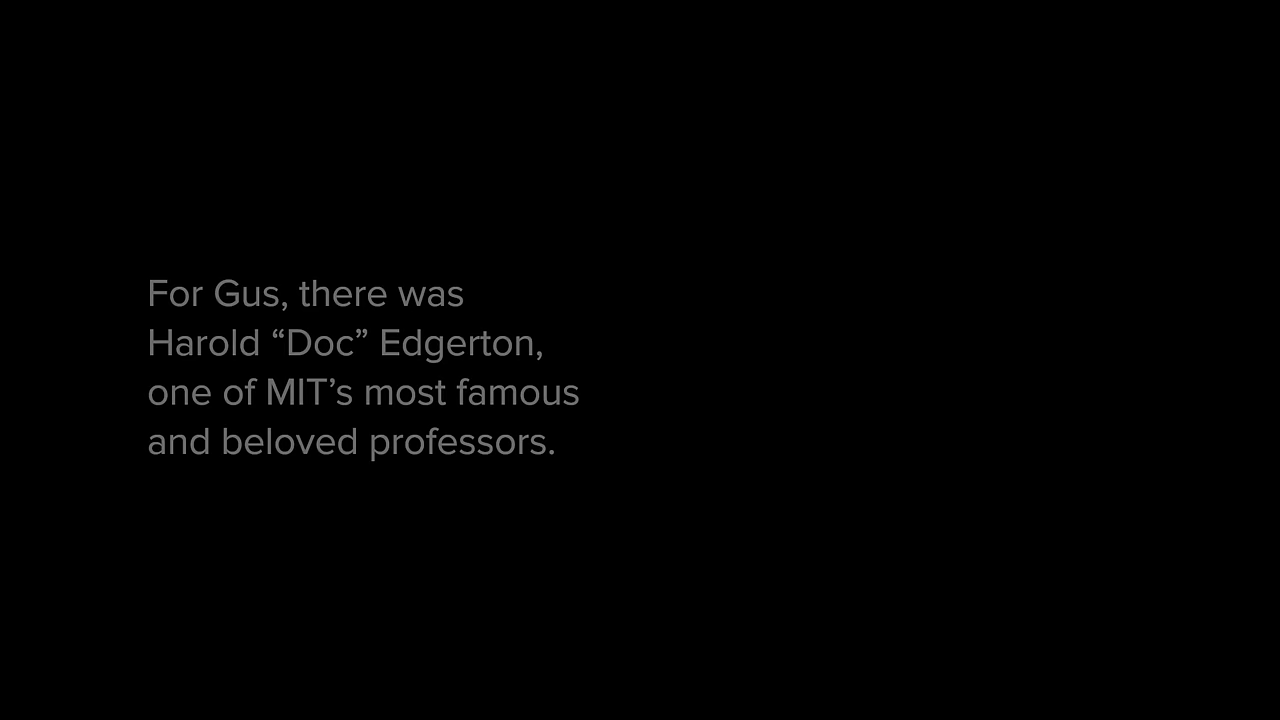 For Gus, there was
Harold “Doc” Edgerton,
one of MIT’s most famous
and beloved professors.